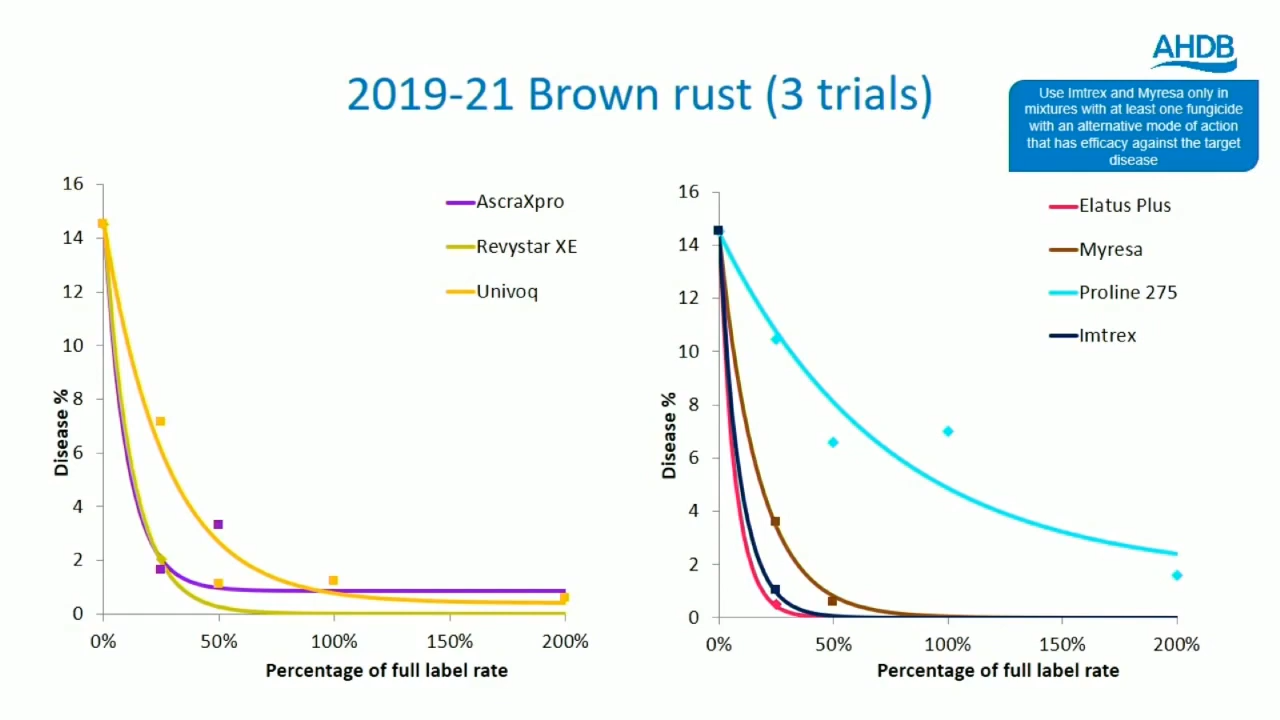 AHDB
2019-21 Brown rust (3 trials)
Use Imtrex and Myresa only in
mixtures with at least one fungicide
with an alternative mode of action
that has efficacy against the target
disease
16
14
12
10
8
6
4
2
0
Disease %
0%
50%
100%
150%
200%
Percentage of full label rate
AscraXpro
Revystar XE
Univoq
16
14
12
10
8
6
4
2
0
Disease %
0%
50%
100%
150%
200%
Percentage of full label rate
Elatus Plus
Myresa
Proline 275
Imtrex